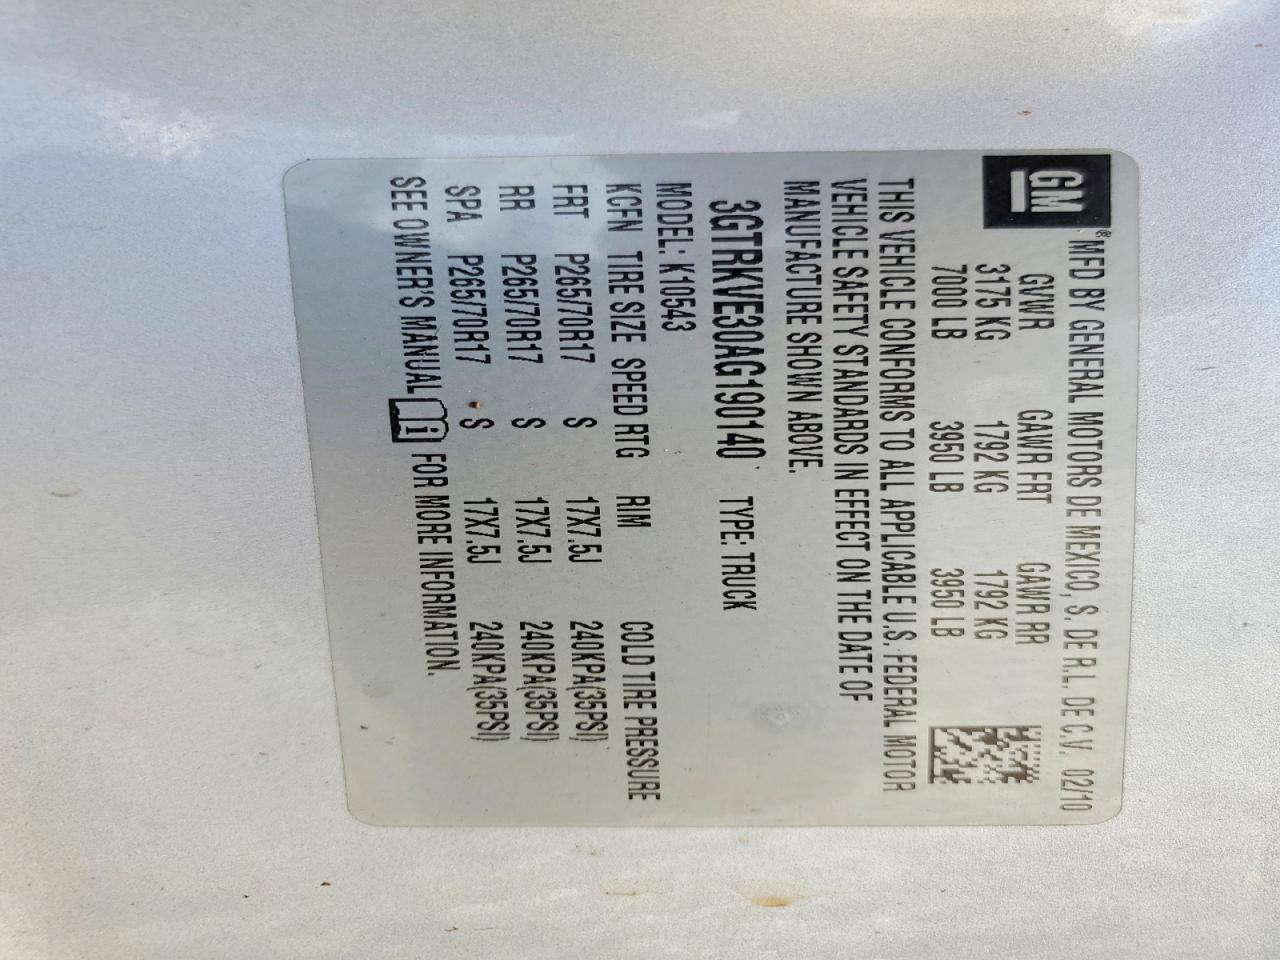 GM ® MFD BY GENERAL MOTORS DE MEXICO, S. DE R.L. DE C.V. 02/10
GVWR GAWR FRT GAWR RR
3175 KG 1792 KG 1792 KG
7000 LB 3950 LB 3950 LB
THIS VEHICLE CONFORMS TO ALL APPLICABLE U.S. FEDERAL MOTOR
VEHICLE SAFETY STANDARDS IN EFFECT ON THE DATE OF
MANUFACTURE SHOWN ABOVE.
3GTRKVE30AG190140 TYPE: TRUCK
MODEL: K10543
KCFN TIRE SIZE SPEED RTG RIM COLD TIRE PRESSURE
FRT P265/70R17 S 17X7.5J 240KPA(35PSI)
RR P265/70R17 S 17X7.5J 240KPA(35PSI)
SPA P265/70R17 S 17X7.5J 240KPA(35PSI)
SEE OWNER'S MANUAL i FOR MORE INFORMATION.